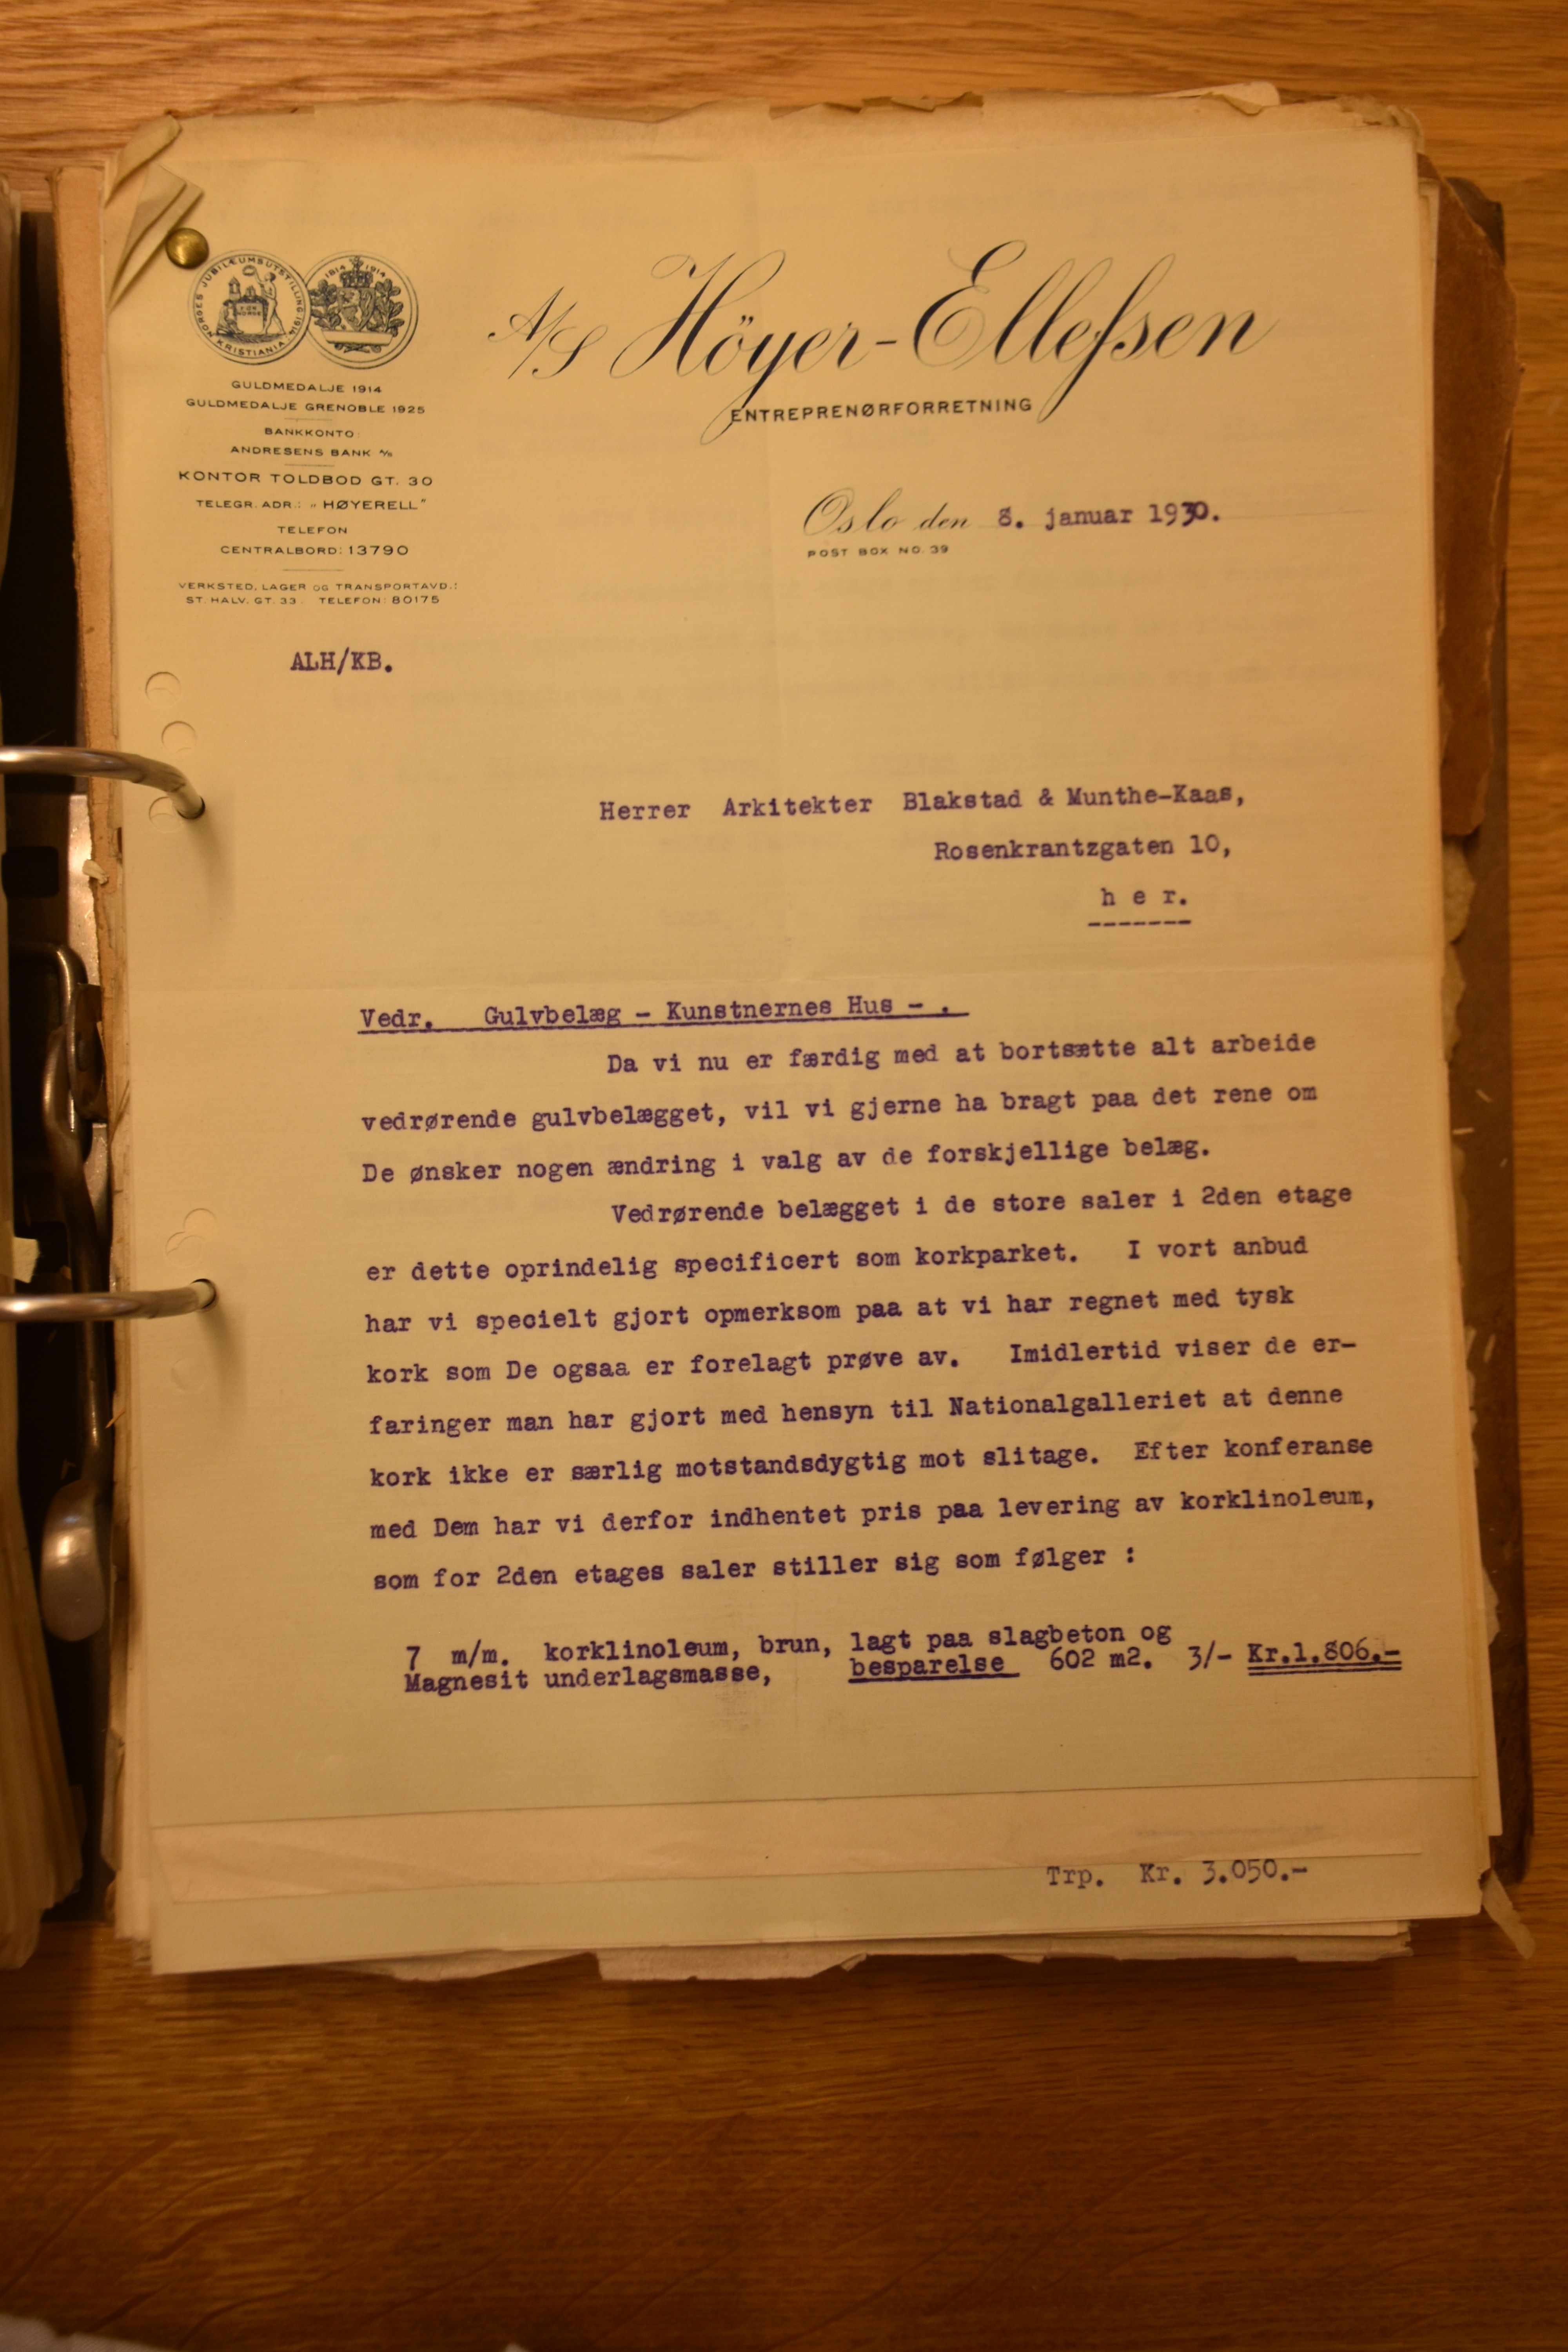 NORGES JUBILÆUMSUTSTILLING 1914
KRISTIANIA
FOR NORGE
1814 1914
A/S Höyer-Ellefsen
ENTREPRENØRFORRETNING
GULDMEDALJE 1914
GULDMEDALJE GRENOBLE 1925
BANKKONTO:
ANDRESENS BANK A/S
KONTOR TOLDBOD GT. 30
TELEGR. ADR.: „HØYERELL"
TELEFON
CENTRALBORD: 13790
VERKSTED, LAGER OG TRANSPORTAVD.:
ST. HALV. GT. 33. TELEFON: 80175
Oslo den 8. januar 1930.
POST BOX NO. 39
ALH/KB.
Herrer Arkitekter Blakstad & Munthe-Kaas,
Rosenkrantzgaten 10,
h e r.
-------
Vedr. Gulvbelæg - Kunstnernes Hus - .
Da vi nu er færdig med at bortsætte alt arbeide
vedrørende gulvbelægget, vil vi gjerne ha bragt paa det rene om
De ønsker nogen ændring i valg av de forskjellige belæg.
Vedrørende belægget i de store saler i 2den etage
er dette oprindelig specificert som korkparket. I vort anbud
har vi specielt gjort opmerksom paa at vi har regnet med tysk
kork som De ogsaa er forelagt prøve av. Imidlertid viser de er-
faringer man har gjort med hensyn til Nationalgalleriet at denne
kork ikke er særlig motstandsdygtig mot slitage. Efter konferanse
med Dem har vi derfor indhentet pris paa levering av korklinoleum,
som for 2den etages saler stiller sig som følger :
7 m/m. korklinoleum, brun, lagt paa slagbeton og
Magnesit underlagsmasse, besparelse 602 m2. 3/- Kr.1.806.-
Trp. Kr. 3.050.-